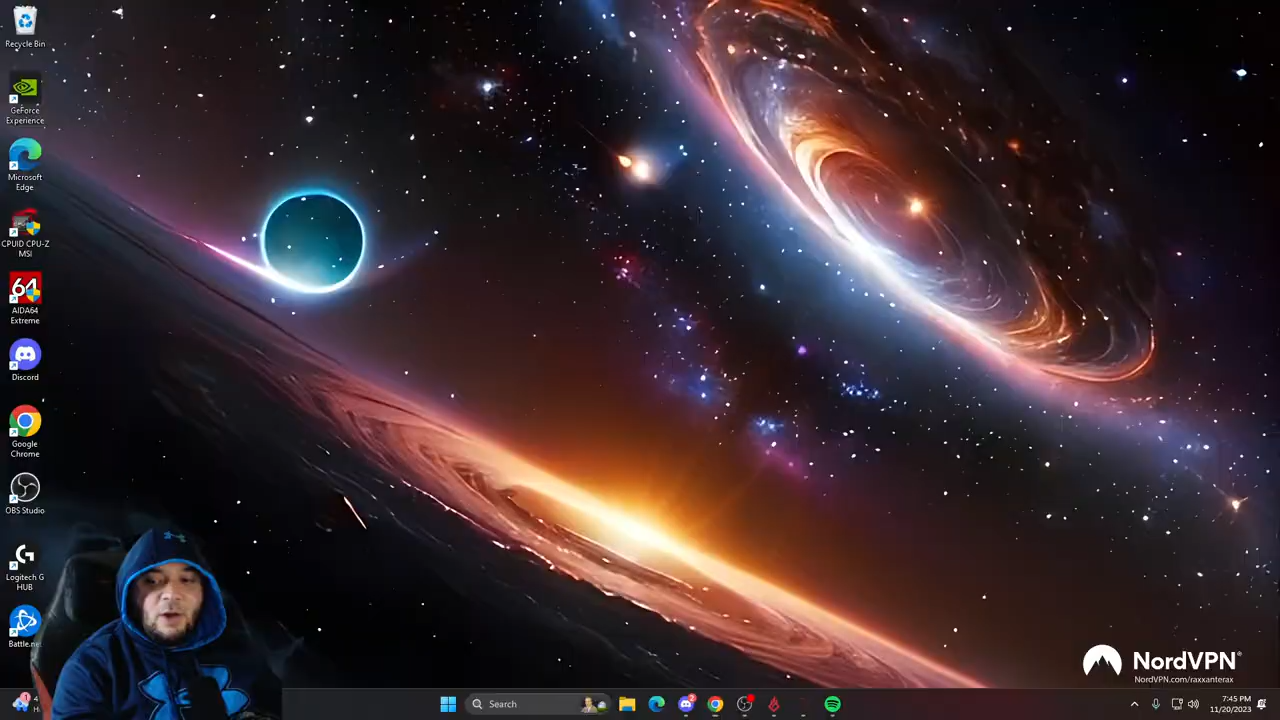 Recycle Bin
GeForce
Experience
Microsoft
Edge
CPUID CPU-Z
MSI
64
AIDA64
Extreme
Discord
Google
Chrome
OBS Studio
Logitech G
HUB
Battle.net
NordVPN®
NordVPN.com/raxxanterax
Search
7:45 PM
11/20/2023